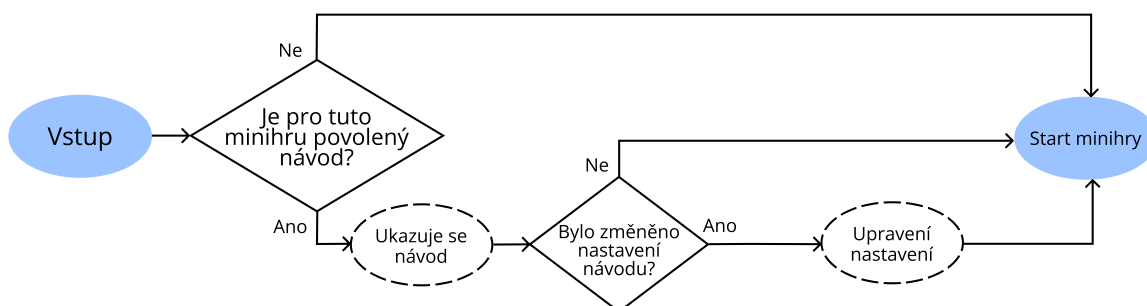 Ne
Vstup
Je pro tuto
minihru povolený
návod?
Start minihry
Ne
Ano
Ukazuje se
návod
Bylo změněno
nastavení
návodu?
Ano
Upravení
nastavení